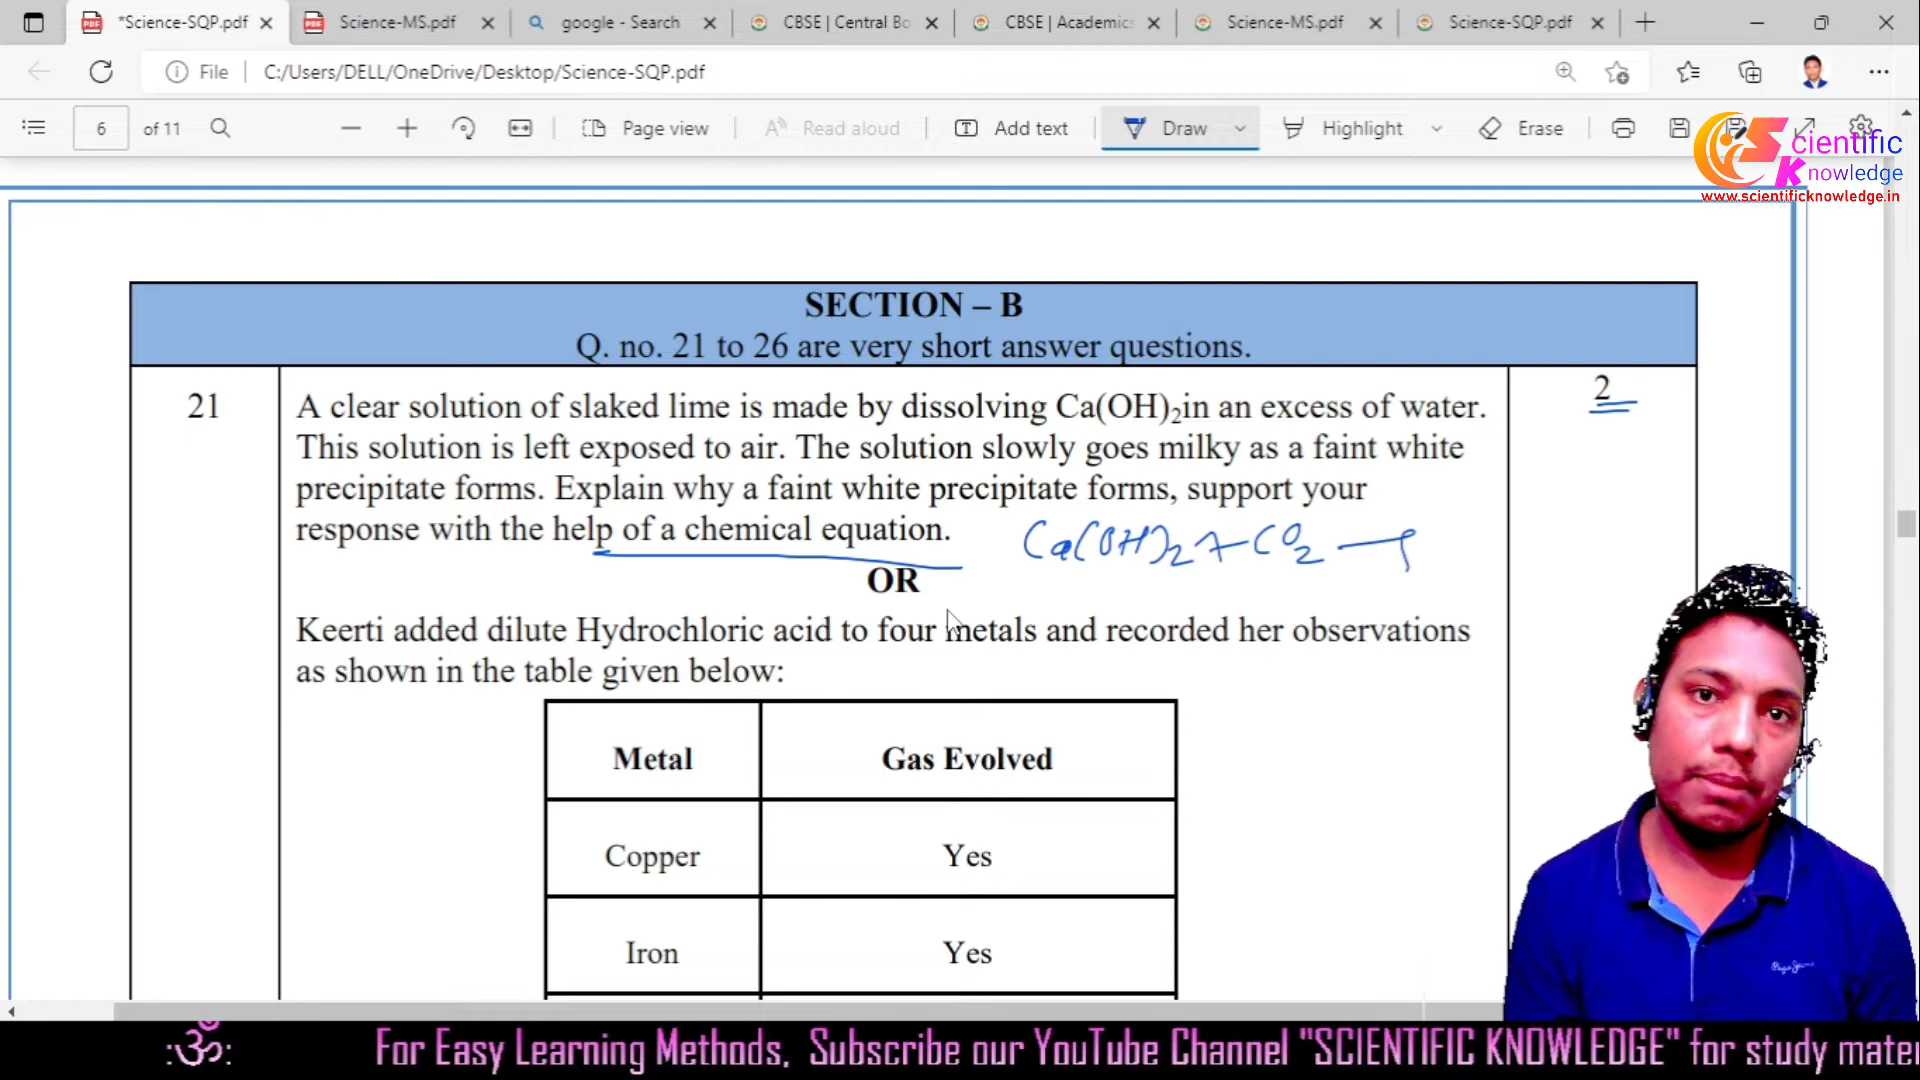 *Science-SQP.pdf
Science-MS.pdf
google - Search
CBSE | Central Bo
CBSE | Academics
Science-MS.pdf
Science-SQP.pdf
File
C:/Users/DELL/OneDrive/Desktop/Science-SQP.pdf
6 of 11
Page view
Read aloud
Add text
Draw
Highlight
Erase
Scientific
Knowledge
www.scientificknowledge.in
SECTION – B
Q. no. 21 to 26 are very short answer questions.
21
A clear solution of slaked lime is made by dissolving Ca(OH)₂in an excess of water.
2
This solution is left exposed to air. The solution slowly goes milky as a faint white
precipitate forms. Explain why a faint white precipitate forms, support your
response with the help of a chemical equation.
Ca(OH)₂ + CO₂ →
OR
Keerti added dilute Hydrochloric acid to four metals and recorded her observations
as shown in the table given below:
Metal Gas Evolved
Copper Yes
Iron Yes
:ॐ:
For Easy Learning Methods, Subscribe our YouTube Channel "SCIENTIFIC KNOWLEDGE" for study mater